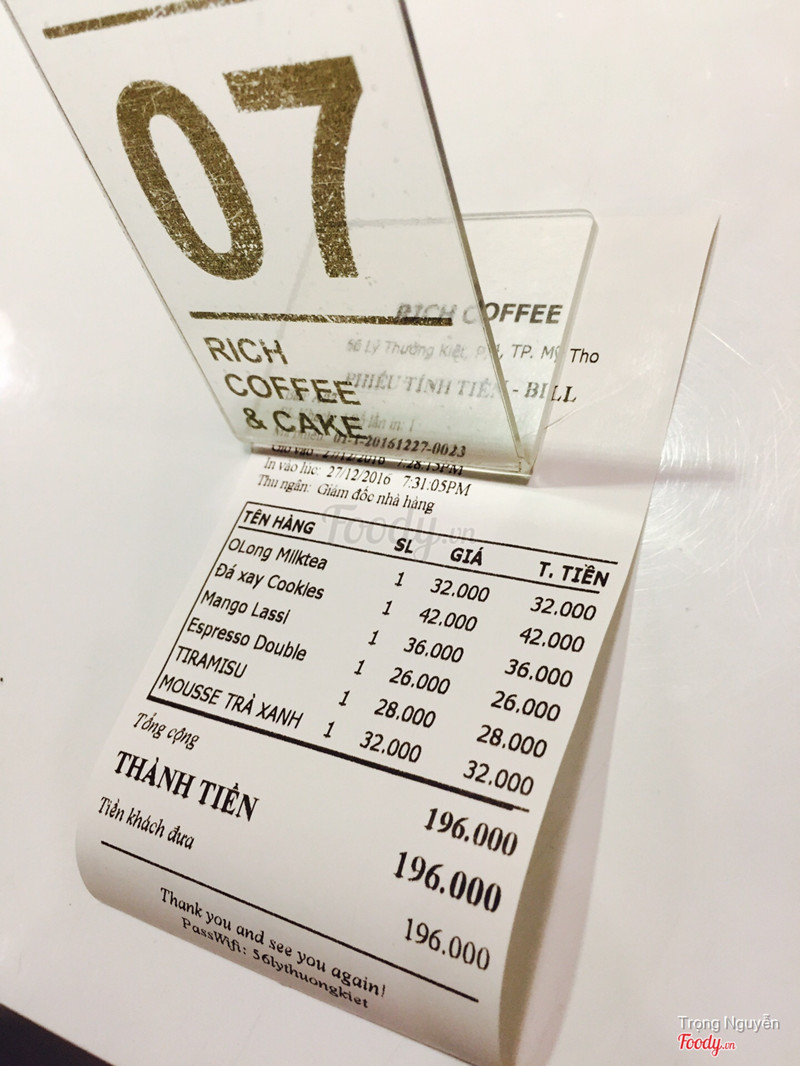 07
RICH
COFFEE
& CAKE
RICH COFFEE
56 Lý Thường Kiệt, P.4, TP. Mỹ Tho
PHIẾU TÍNH TIỀN - BILL
lần in: 1
01-1-20161227-0023
27/12/2016 7:28:15PM
In vào lúc: 27/12/2016 7:31:05PM
Thu ngân: Giám đốc nhà hàng
Foody.vn
TÊN HÀNG SL GIÁ T. TIỀN
OLong Milktea 1 32.000 32.000
Đá xay Cookies 1 42.000 42.000
Mango Lassi 1 36.000 36.000
Espresso Double 1 26.000 26.000
TIRAMISU 1 28.000 28.000
MOUSSE TRÀ XANH 1 32.000 32.000
Tổng cộng 196.000
THÀNH TIỀN 196.000
Tiền khách đưa 196.000
Thank you and see you again!
PassWifi: 56lythuongkiet
Trọng Nguyễn
Foody.vn